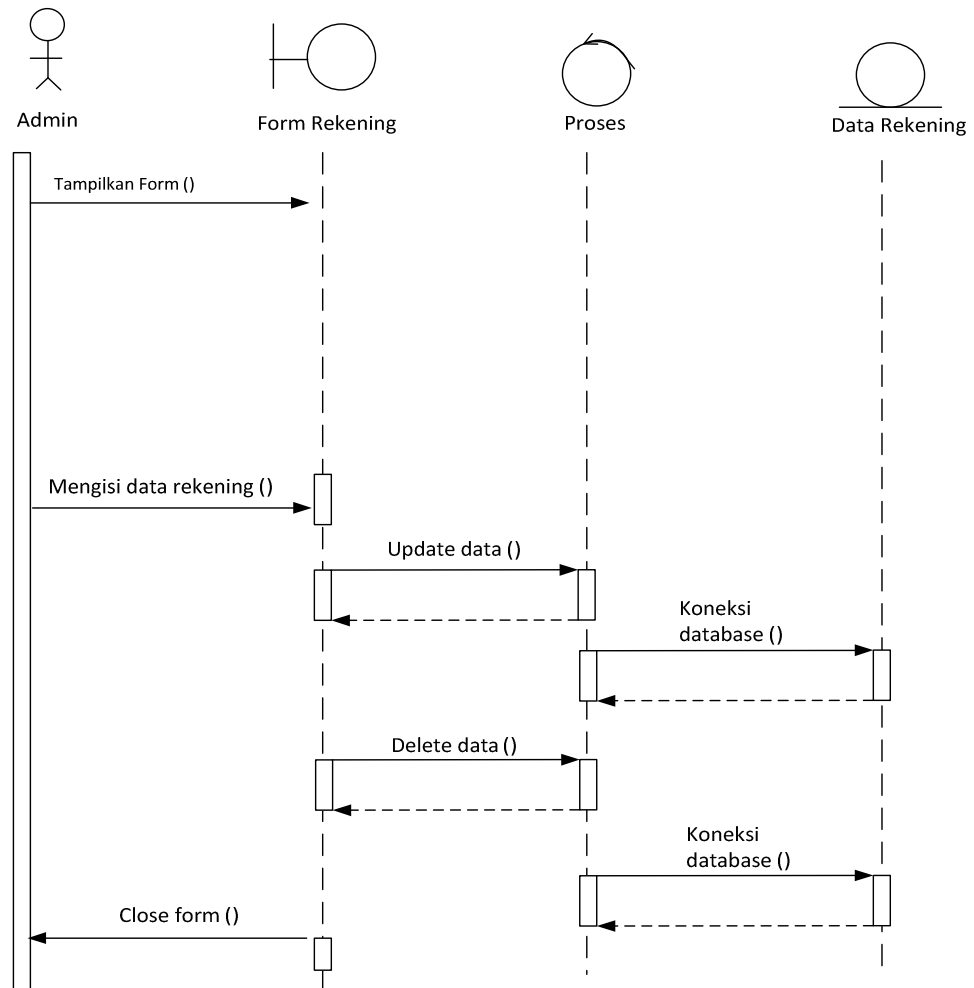 Admin
Form Rekening
Proses
Data Rekening
Tampilkan Form ()
Mengisi data rekening ()
Update data ()
Koneksi
database ()
Delete data ()
Koneksi
database ()
Close form ()